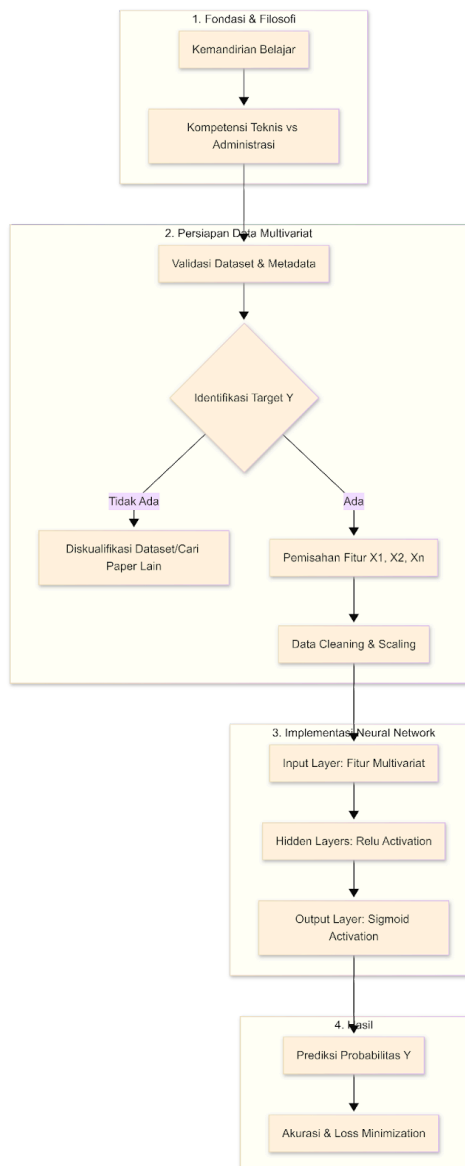 1. Fondasi & Filosofi
Kemandirian Belajar
Kompetensi Teknis vs
Administrasi
2. Persiapan Data Multivariat
Validasi Dataset & Metadata
Identifikasi Target Y
Tidak Ada
Ada
Diskualifikasi Dataset/Cari
Paper Lain
Pemisahan Fitur X1, X2, Xn
Data Cleaning & Scaling
3. Implementasi Neural Network
Input Layer: Fitur Multivariat
Hidden Layers: Relu Activation
Output Layer: Sigmoid
Activation
4. Hasil
Prediksi Probabilitas Y
Akurasi & Loss Minimization